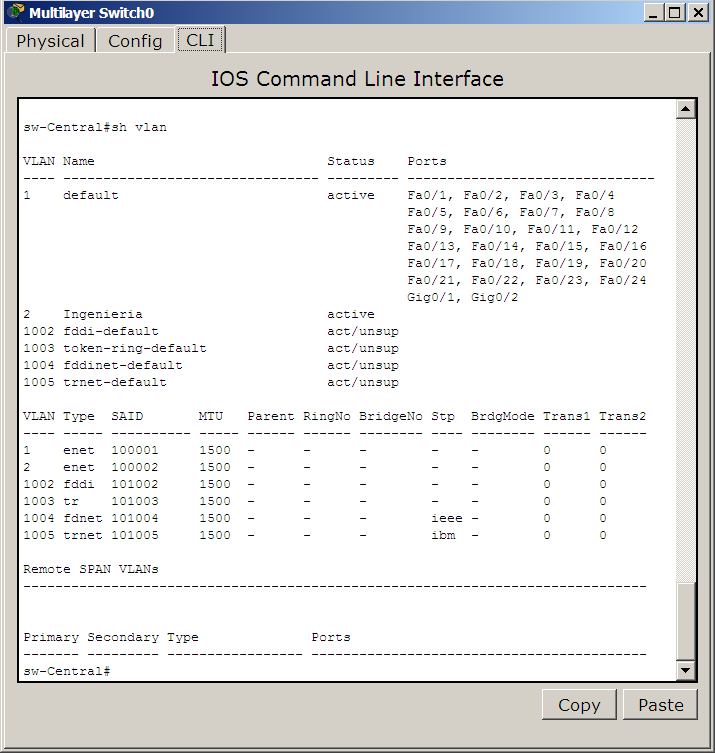 Multilayer Switch0
Physical Config CLI
IOS Command Line Interface
sw-Central#sh vlan
VLAN Name                             Status    Ports
---- -------------------------------- --------- -------------------------------
1    default                          active    Fa0/1, Fa0/2, Fa0/3, Fa0/4
                                                Fa0/5, Fa0/6, Fa0/7, Fa0/8
                                                Fa0/9, Fa0/10, Fa0/11, Fa0/12
                                                Fa0/13, Fa0/14, Fa0/15, Fa0/16
                                                Fa0/17, Fa0/18, Fa0/19, Fa0/20
                                                Fa0/21, Fa0/22, Fa0/23, Fa0/24
                                                Gig0/1, Gig0/2
2    Ingenieria                       active
1002 fddi-default                     act/unsup
1003 token-ring-default               act/unsup
1004 fddinet-default                  act/unsup
1005 trnet-default                    act/unsup
VLAN Type  SAID       MTU   Parent RingNo BridgeNo Stp  BrdgMode Trans1 Trans2
---- ----- ---------- ----- ------ ------ -------- ---- -------- ------ ------
1    enet  100001     1500  -      -      -        -    -        0      0
2    enet  100002     1500  -      -      -        -    -        0      0
1002 fddi  101002     1500  -      -      -        -    -        0      0
1003 tr    101003     1500  -      -      -        -    -        0      0
1004 fdnet 101004     1500  -      -      -        ieee -        0      0
1005 trnet 101005     1500  -      -      -        ibm  -        0      0
Remote SPAN VLANs
------------------------------------------------------------------------------
Primary Secondary Type              Ports
------- --------- ----------------- ------------------------------------------
sw-Central#
Copy Paste